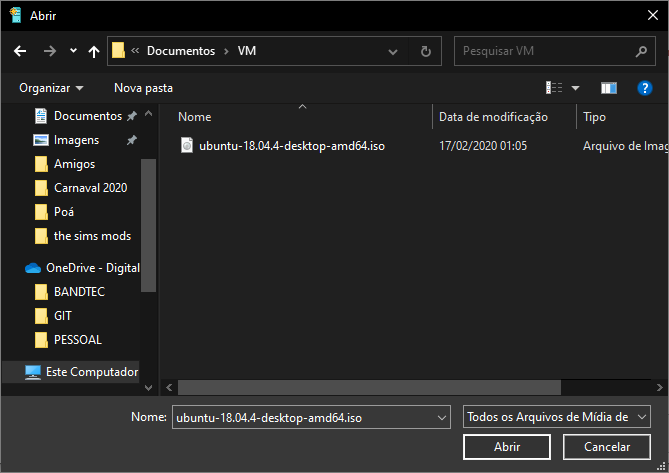 Abrir
« Documentos › VM
Pesquisar VM
Organizar
Nova pasta
Documentos
Imagens
Amigos
Carnaval 2020
Poá
the sims mods
OneDrive - Digital
BANDTEC
GIT
PESSOAL
Este Computador
Nome Data de modificação Tipo
ubuntu-18.04.4-desktop-amd64.iso 17/02/2020 01:05 Arquivo de Imag
Nome: ubuntu-18.04.4-desktop-amd64.iso Todos os Arquivos de Mídia de
Abrir Cancelar